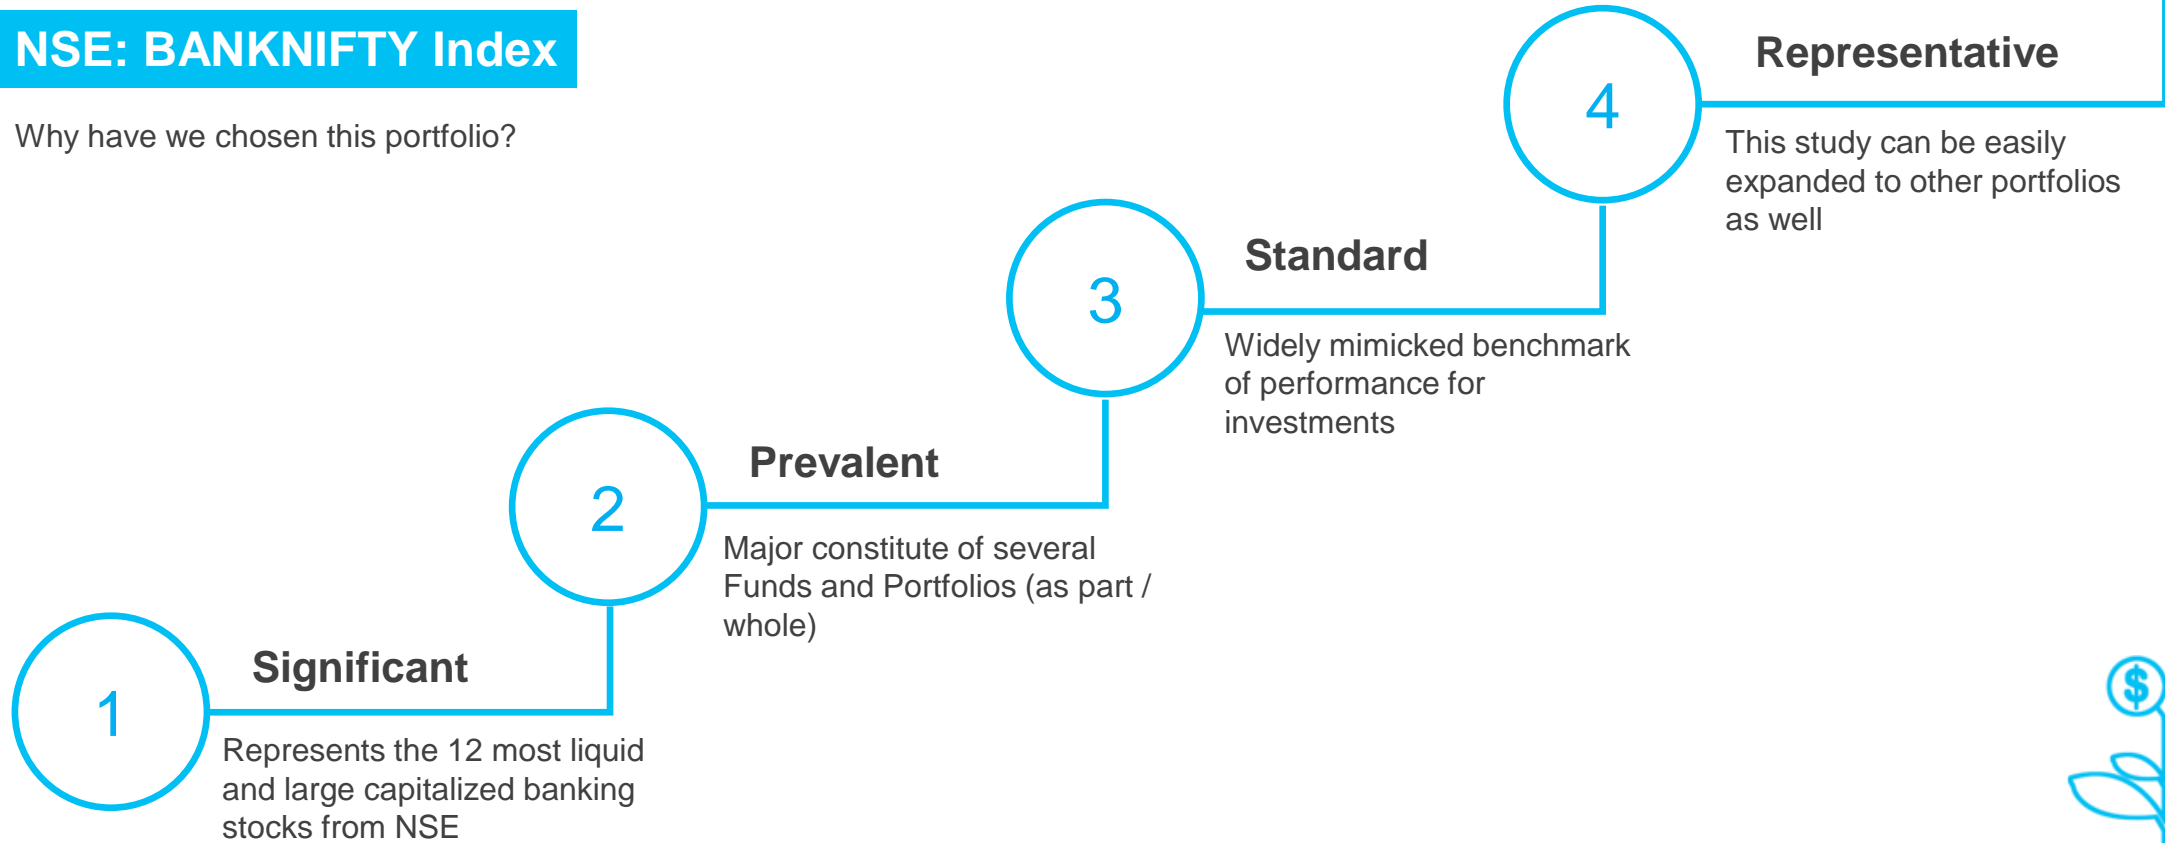 NSE: BANKNIFTY Index
Why have we chosen this portfolio?
1
Significant
Represents the 12 most liquid
and large capitalized banking
stocks from NSE
2
Prevalent
Major constitute of several
Funds and Portfolios (as part /
whole)
3
Standard
Widely mimicked benchmark
of performance for
investments
4
Representative
This study can be easily
expanded to other portfolios
as well
$